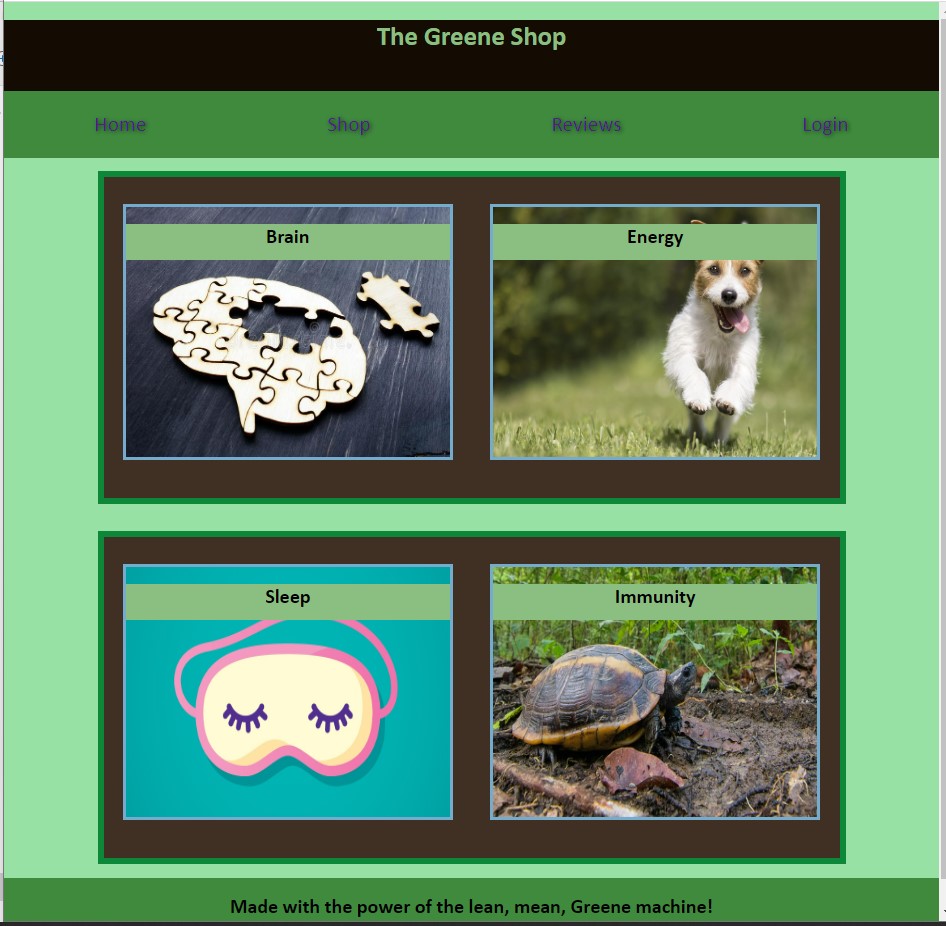 The Greene Shop
Home Shop Reviews Login
Brain Energy
Sleep Immunity
Made with the power of the lean, mean, Greene machine!